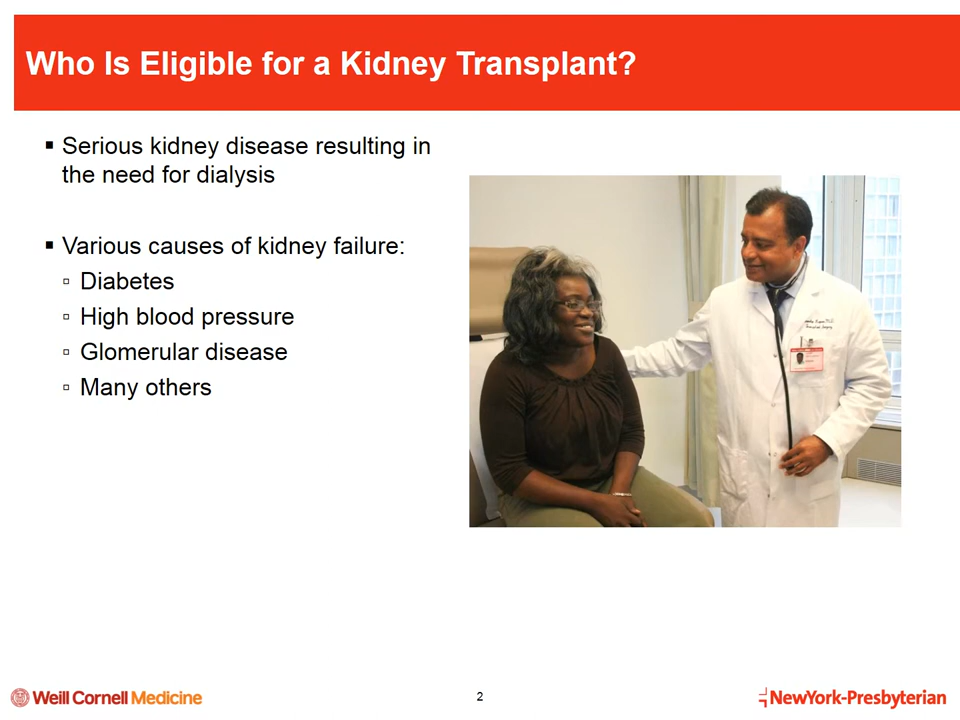 Who Is Eligible for a Kidney Transplant?
▪ Serious kidney disease resulting in
the need for dialysis
▪ Various causes of kidney failure:
▫ Diabetes
▫ High blood pressure
▫ Glomerular disease
▫ Many others
Weill Cornell Medicine
2
NewYork-Presbyterian